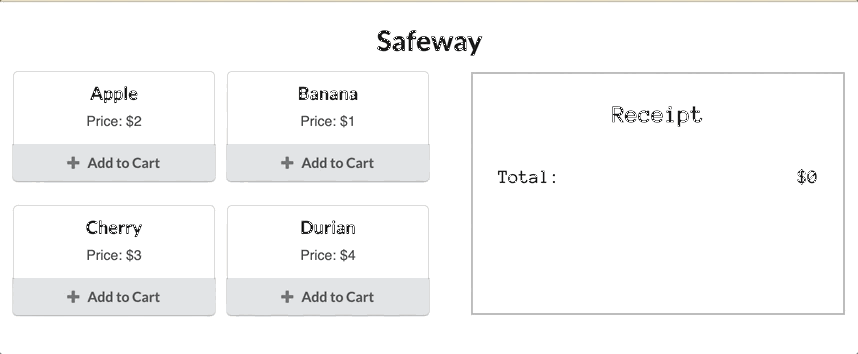 Safeway
Apple
Price: $2
Add to Cart
Banana
Price: $1
Add to Cart
Cherry
Price: $3
Add to Cart
Durian
Price: $4
Add to Cart
Receipt
Total: $0